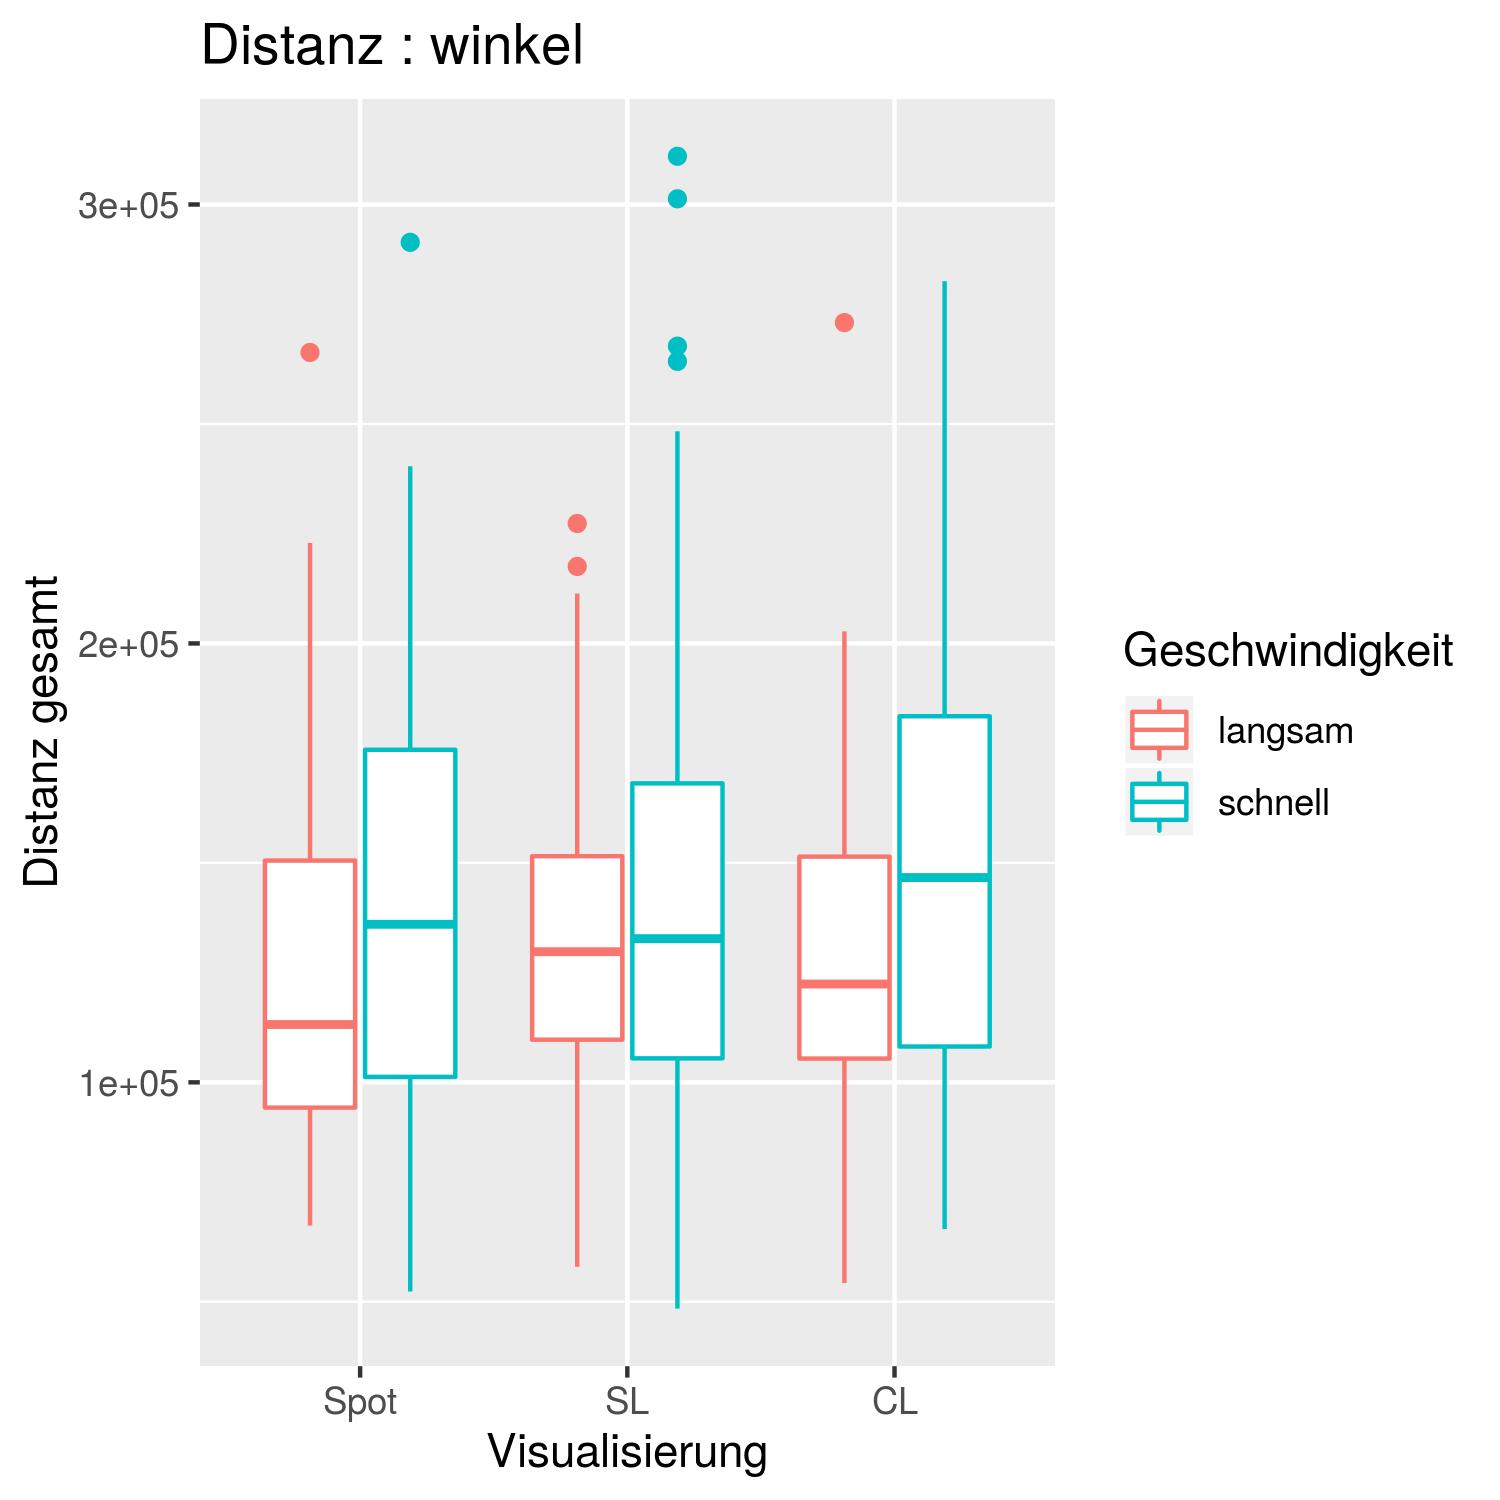 Distanz : winkel
Distanz gesamt
3e+05
2e+05
1e+05
Spot
SL
CL
Visualisierung
Geschwindigkeit
langsam
schnell